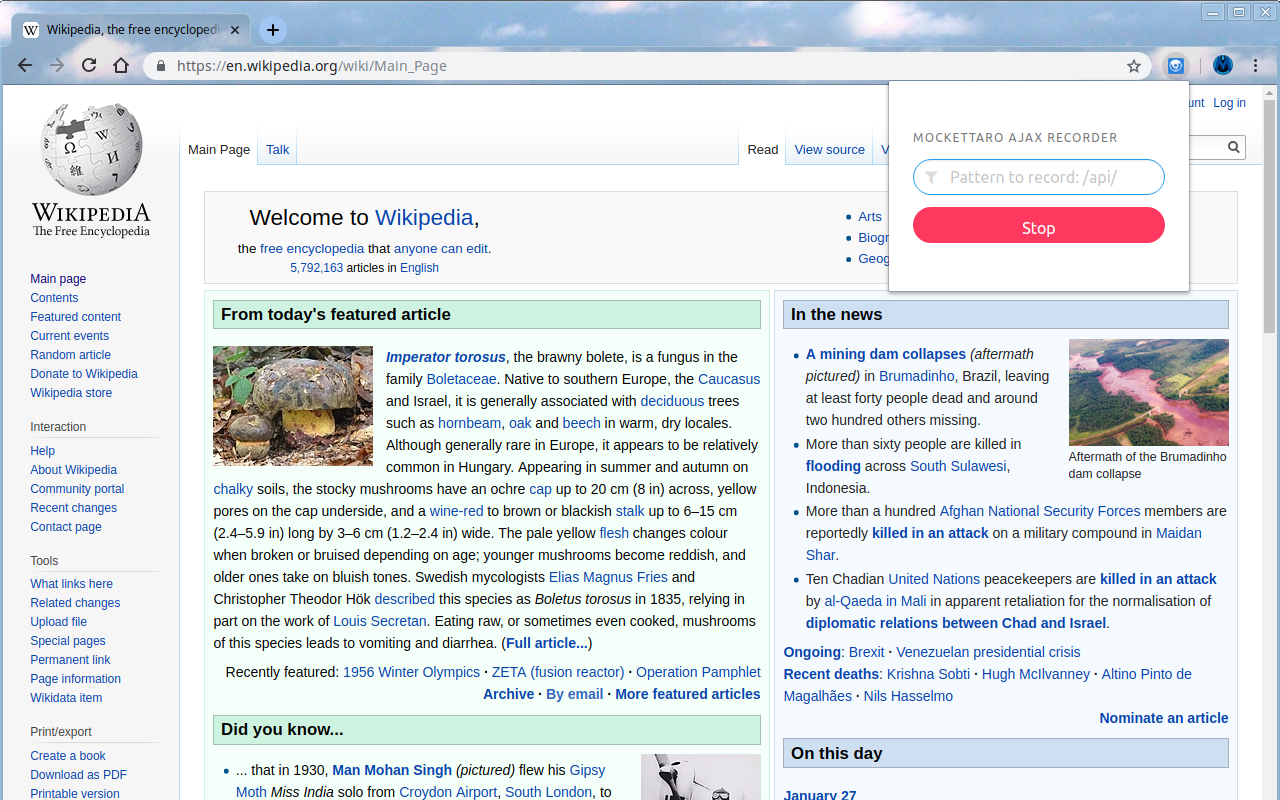 Wikipedia, the free encyclopedi
https://en.wikipedia.org/wiki/Main_Page
Log in
MOCKETTARO AJAX RECORDER
Pattern to record: /api/
Stop
WIKIPEDIA
The Free Encyclopedia
Main Page
Talk
Read
View source
Welcome to Wikipedia,
the free encyclopedia that anyone can edit.
5,792,163 articles in English
Arts
Biogr
Geog
Main page
Contents
Featured content
Current events
Random article
Donate to Wikipedia
Wikipedia store
Interaction
Help
About Wikipedia
Community portal
Recent changes
Contact page
Tools
What links here
Related changes
Upload file
Special pages
Permanent link
Page information
Wikidata item
Print/export
Create a book
Download as PDF
Printable version
From today's featured article
Imperator torosus, the brawny bolete, is a fungus in the
family Boletaceae. Native to southern Europe, the Caucasus
and Israel, it is generally associated with deciduous trees
such as hornbeam, oak and beech in warm, dry locales.
Although generally rare in Europe, it appears to be relatively
common in Hungary. Appearing in summer and autumn on
chalky soils, the stocky mushrooms have an ochre cap up to 20 cm (8 in) across, yellow
pores on the cap underside, and a wine-red to brown or blackish stalk up to 6–15 cm
(2.4–5.9 in) long by 3–6 cm (1.2–2.4 in) wide. The pale yellow flesh changes colour
when broken or bruised depending on age; younger mushrooms become reddish, and
older ones take on bluish tones. Swedish mycologists Elias Magnus Fries and
Christopher Theodor Hök described this species as Boletus torosus in 1835, relying in
part on the work of Louis Secretan. Eating raw, or sometimes even cooked, mushrooms
of this species leads to vomiting and diarrhea. (Full article...)
Recently featured: 1956 Winter Olympics · ZETA (fusion reactor) · Operation Pamphlet
Archive · By email · More featured articles
Did you know...
... that in 1930, Man Mohan Singh (pictured) flew his Gipsy
Moth Miss India solo from Croydon Airport, South London, to
In the news
A mining dam collapses (aftermath
pictured) in Brumadinho, Brazil, leaving
at least forty people dead and around
two hundred others missing.
Aftermath of the Brumadinho
dam collapse
More than sixty people are killed in
flooding across South Sulawesi,
Indonesia.
More than a hundred Afghan National Security Forces members are
reportedly killed in an attack on a military compound in Maidan
Shar.
Ten Chadian United Nations peacekeepers are killed in an attack
by al-Qaeda in Mali in apparent retaliation for the normalisation of
diplomatic relations between Chad and Israel.
Ongoing: Brexit · Venezuelan presidential crisis
Recent deaths: Krishna Sobti · Hugh McIlvanney · Altino Pinto de
Magalhães · Nils Hasselmo
Nominate an article
On this day
January 27